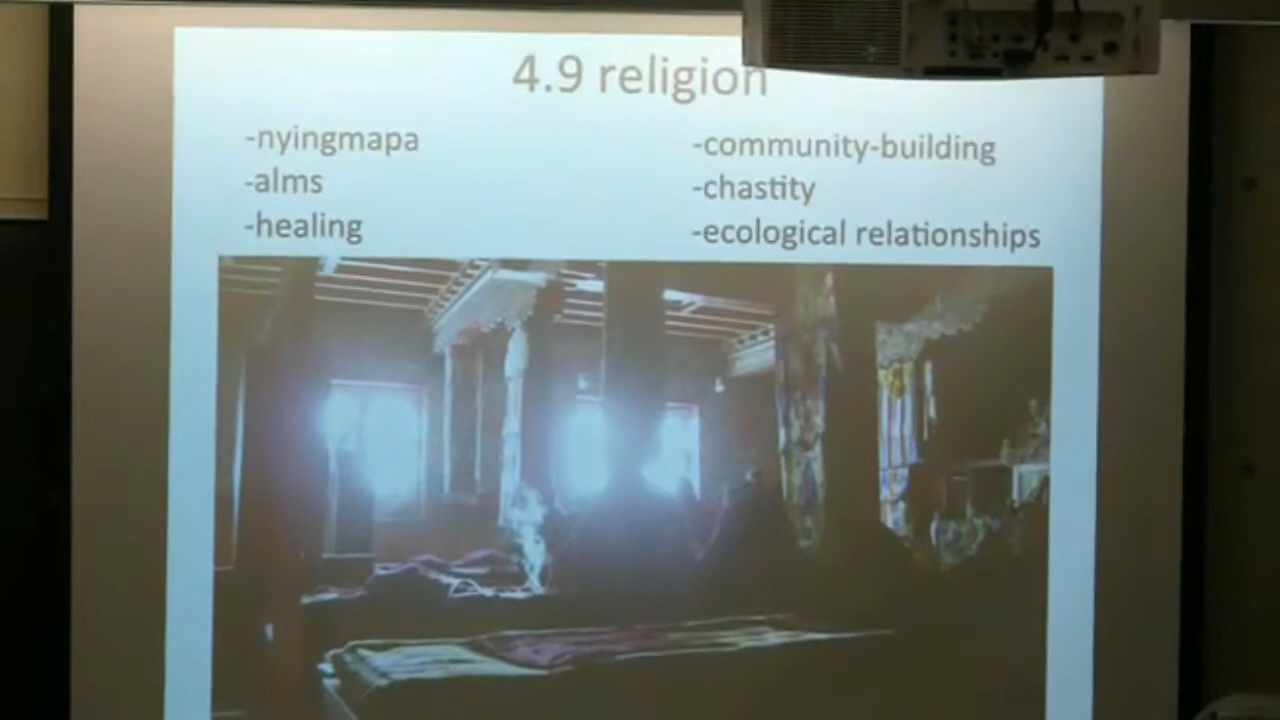 4.9 religion
-nyingmapa
-alms
-healing
-community-building
-chastity
-ecological relationships